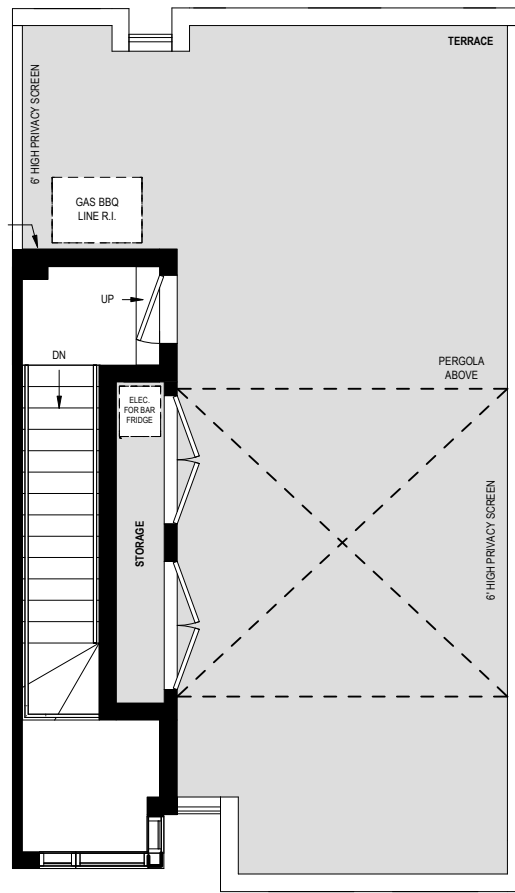 TERRACE
6' HIGH PRIVACY SCREEN
GAS BBQ
LINE R.I.
UP
DN
PERGOLA
ABOVE
ELEC.
FOR BAR
FRIDGE
STORAGE
6' HIGH PRIVACY SCREEN